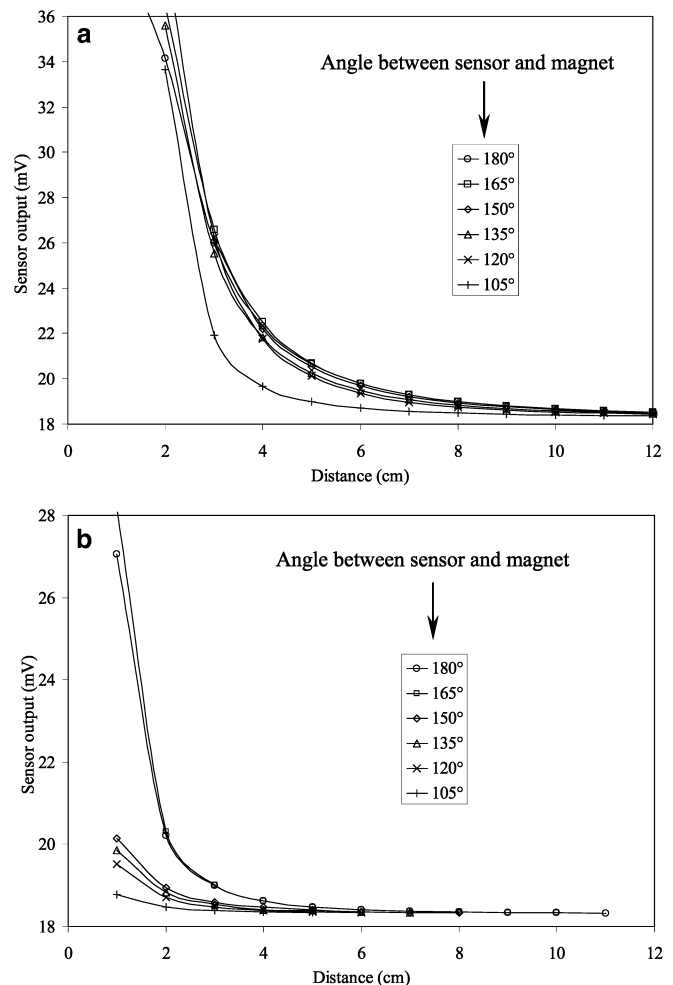 a
36
34
32
30
28
26
24
22
20
18
Sensor output (mV)
Angle between sensor and magnet
180°
165°
150°
135°
120°
105°
0 2 4 6 8 10 12
Distance (cm)
b
28
26
24
22
20
18
Sensor output (mV)
Angle between sensor and magnet
180°
165°
150°
135°
120°
105°
0 2 4 6 8 10 12
Distance (cm)